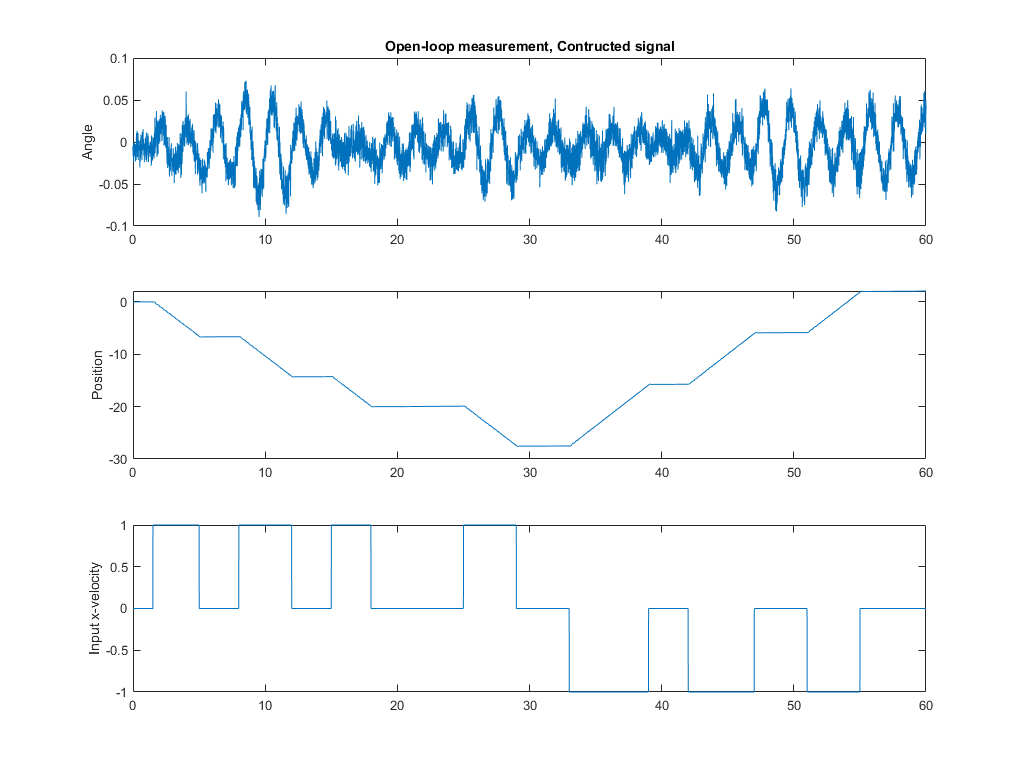 Open-loop measurement, Contructed signal
0.1
0.05
0
-0.05
-0.1
Angle
0 10 20 30 40 50 60
0
-10
-20
-30
Position
0 10 20 30 40 50 60
1
0.5
0
-0.5
-1
Input x-velocity
0 10 20 30 40 50 60